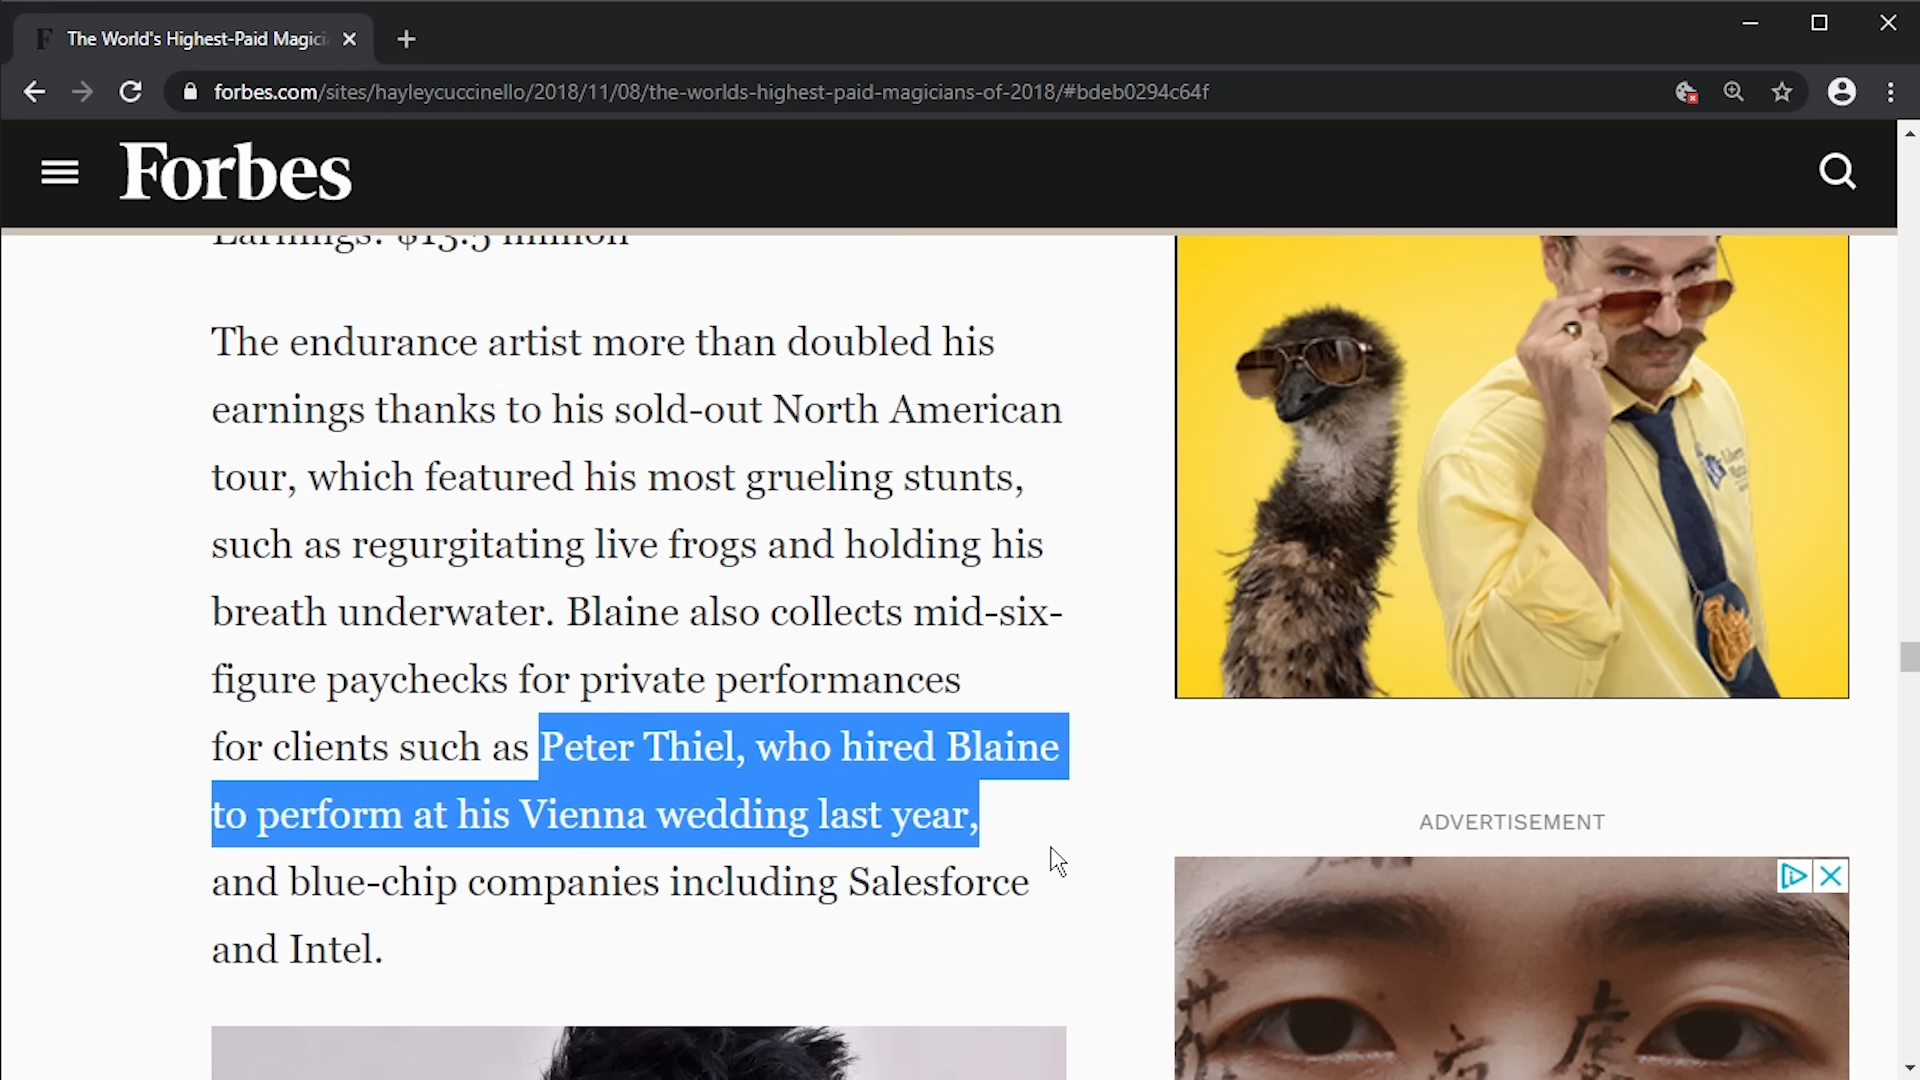 The World's Highest-Paid Magici
forbes.com/sites/hayleycuccinello/2018/11/08/the-worlds-highest-paid-magicians-of-2018/#bdeb0294c64f
Forbes
Earnings: $13.5 million
The endurance artist more than doubled his
earnings thanks to his sold-out North American
tour, which featured his most grueling stunts,
such as regurgitating live frogs and holding his
breath underwater. Blaine also collects mid-six-
figure paychecks for private performances
for clients such as Peter Thiel, who hired Blaine
to perform at his Vienna wedding last year,
and blue-chip companies including Salesforce
and Intel.
ADVERTISEMENT